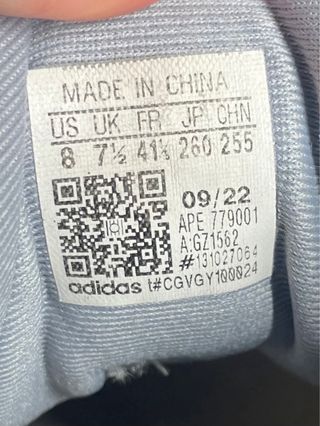 MADE IN CHINA
US UK FR JP CHN
8 7½ 41⅓ 260 255
09/22
APE 779001
A:GZ1562
#131027064
adidas t#CGVGY100024